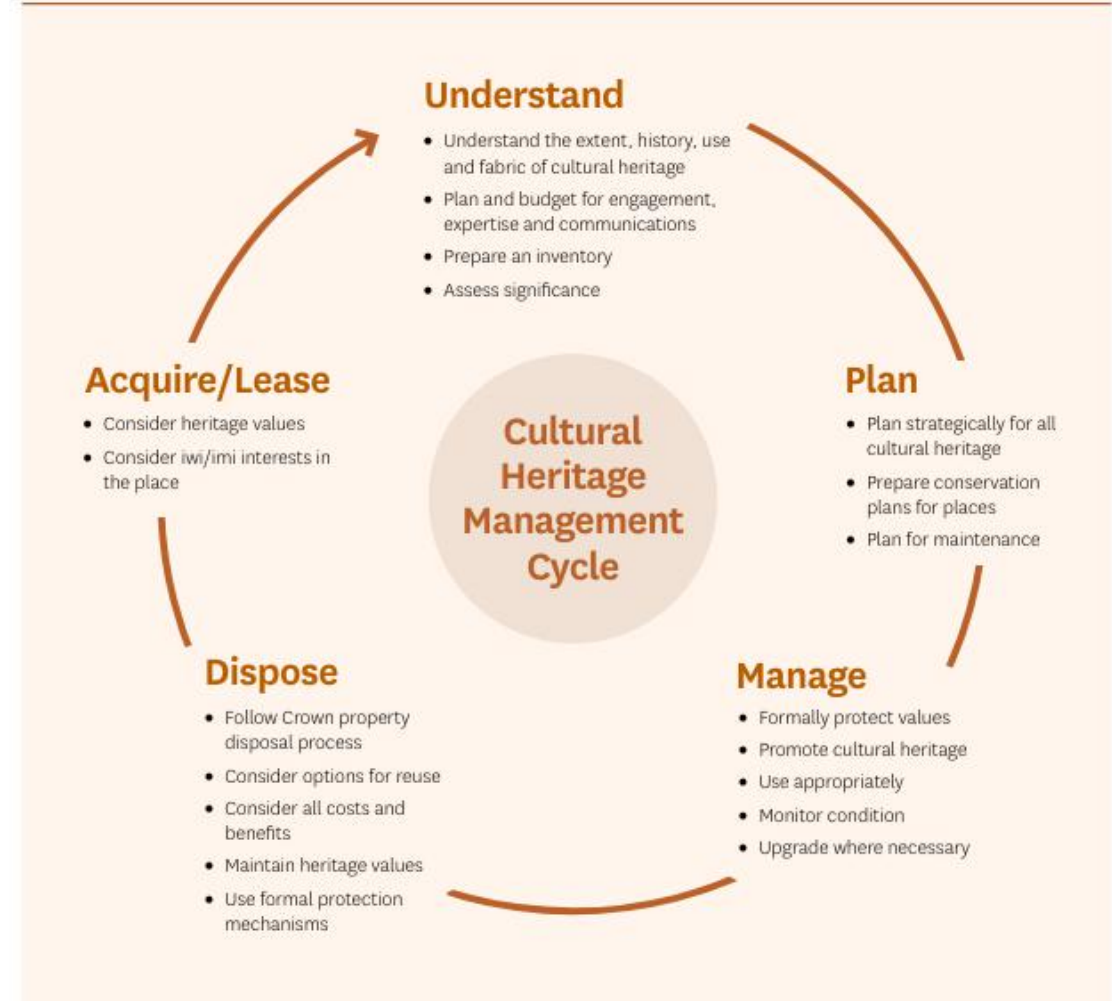 Understand
• Understand the extent, history, use
and fabric of cultural heritage
• Plan and budget for engagement,
expertise and communications
• Prepare an inventory
• Assess significance
Acquire/Lease
• Consider heritage values
• Consider iwi/imi interests in
the place
Cultural
Heritage
Management
Cycle
Plan
• Plan strategically for all
cultural heritage
• Prepare conservation
plans for places
• Plan for maintenance
Dispose
• Follow Crown property
disposal process
• Consider options for reuse
• Consider all costs and
benefits
• Maintain heritage values
• Use formal protection
mechanisms
Manage
• Formally protect values
• Promote cultural heritage
• Use appropriately
• Monitor condition
• Upgrade where necessary